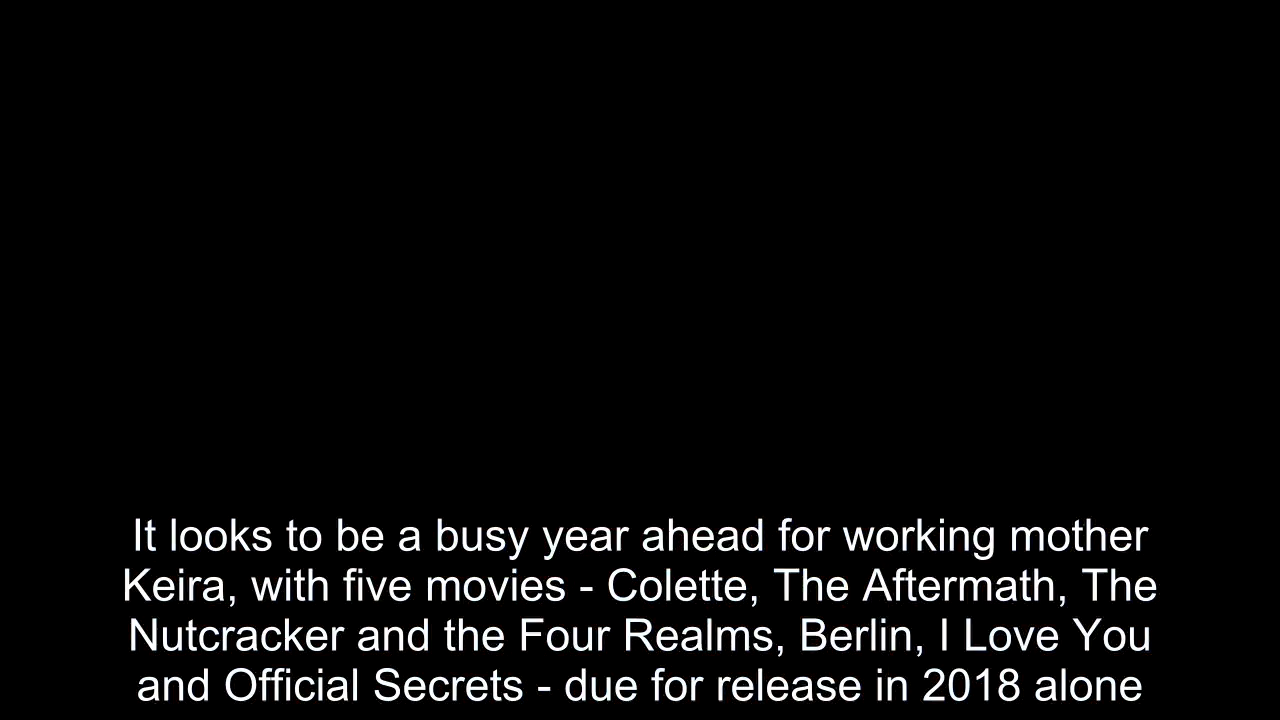 It looks to be a busy year ahead for working mother
Keira, with five movies - Colette, The Aftermath, The
Nutcracker and the Four Realms, Berlin, I Love You
and Official Secrets - due for release in 2018 alone